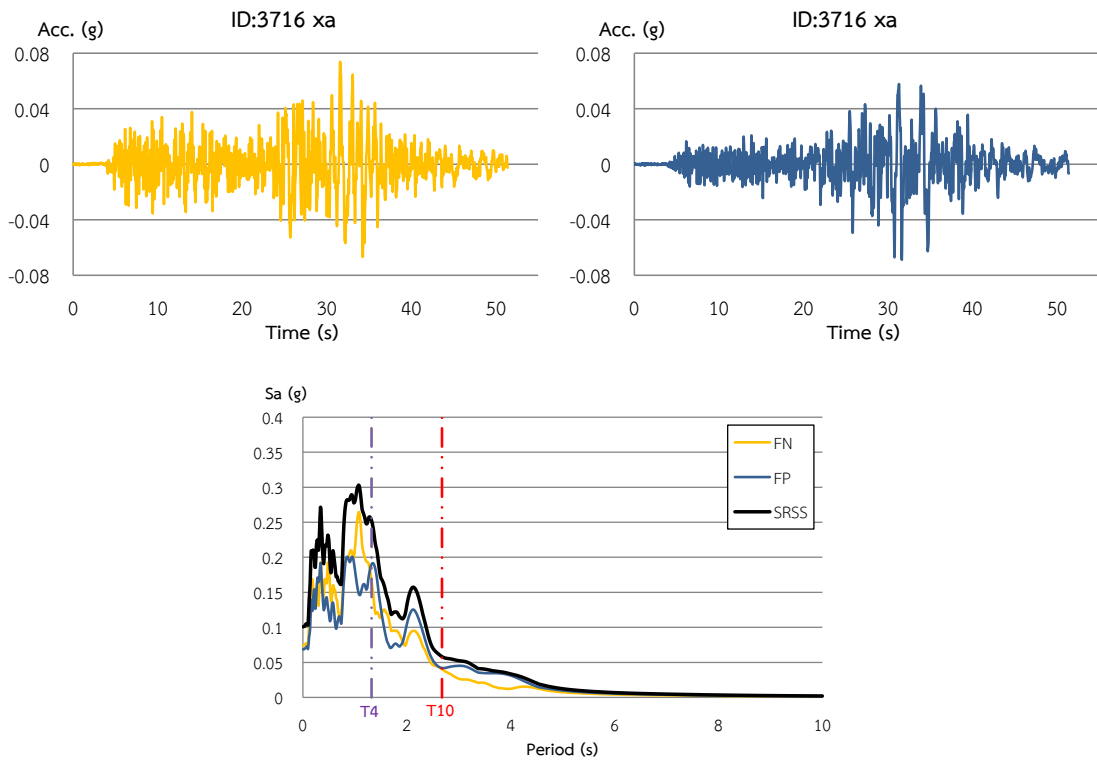 ID:3716 xa
Acc. (g)
0.08
0.04
0
-0.04
-0.08
0 10 20 30 40 50
Time (s)
ID:3716 xa
Acc. (g)
0.08
0.04
0
-0.04
-0.08
0 10 20 30 40 50
Time (s)
Sa (g)
0.4
0.35
0.3
0.25
0.2
0.15
0.1
0.05
0
FN
FP
SRSS
0 2 4 6 8 10
T4 T10
Period (s)